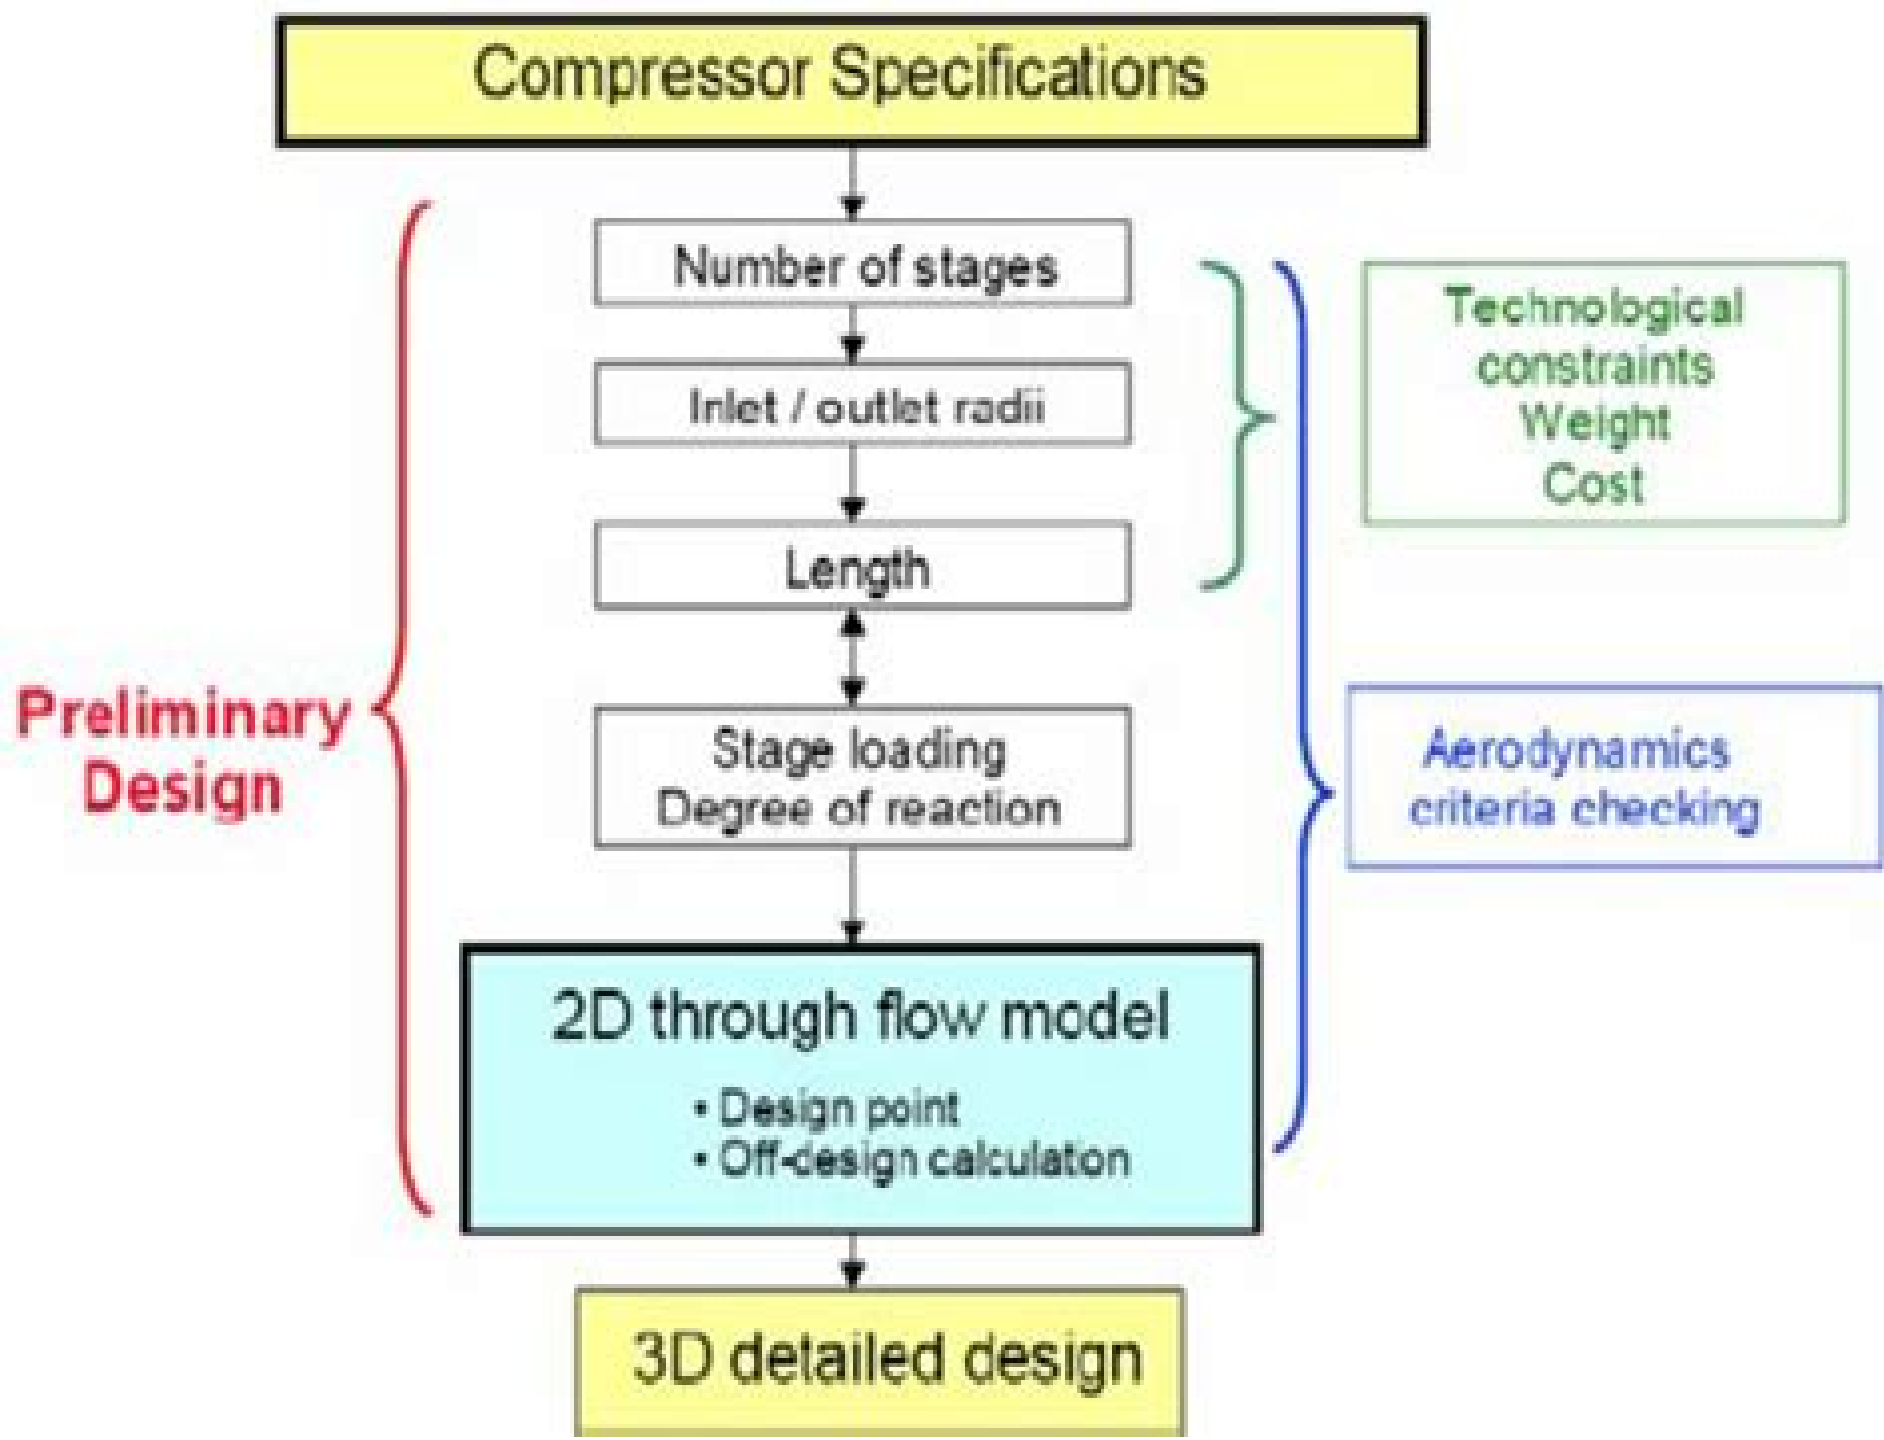 Compressor Specifications
Number of stages
Inlet / outlet radii
Length
Stage loading
Degree of reaction
2D through flow model
• Design point
• Off-design calculation
3D detailed design
Preliminary
Design
Technological
constraints
Weight
Cost
Aerodynamics
criteria checking